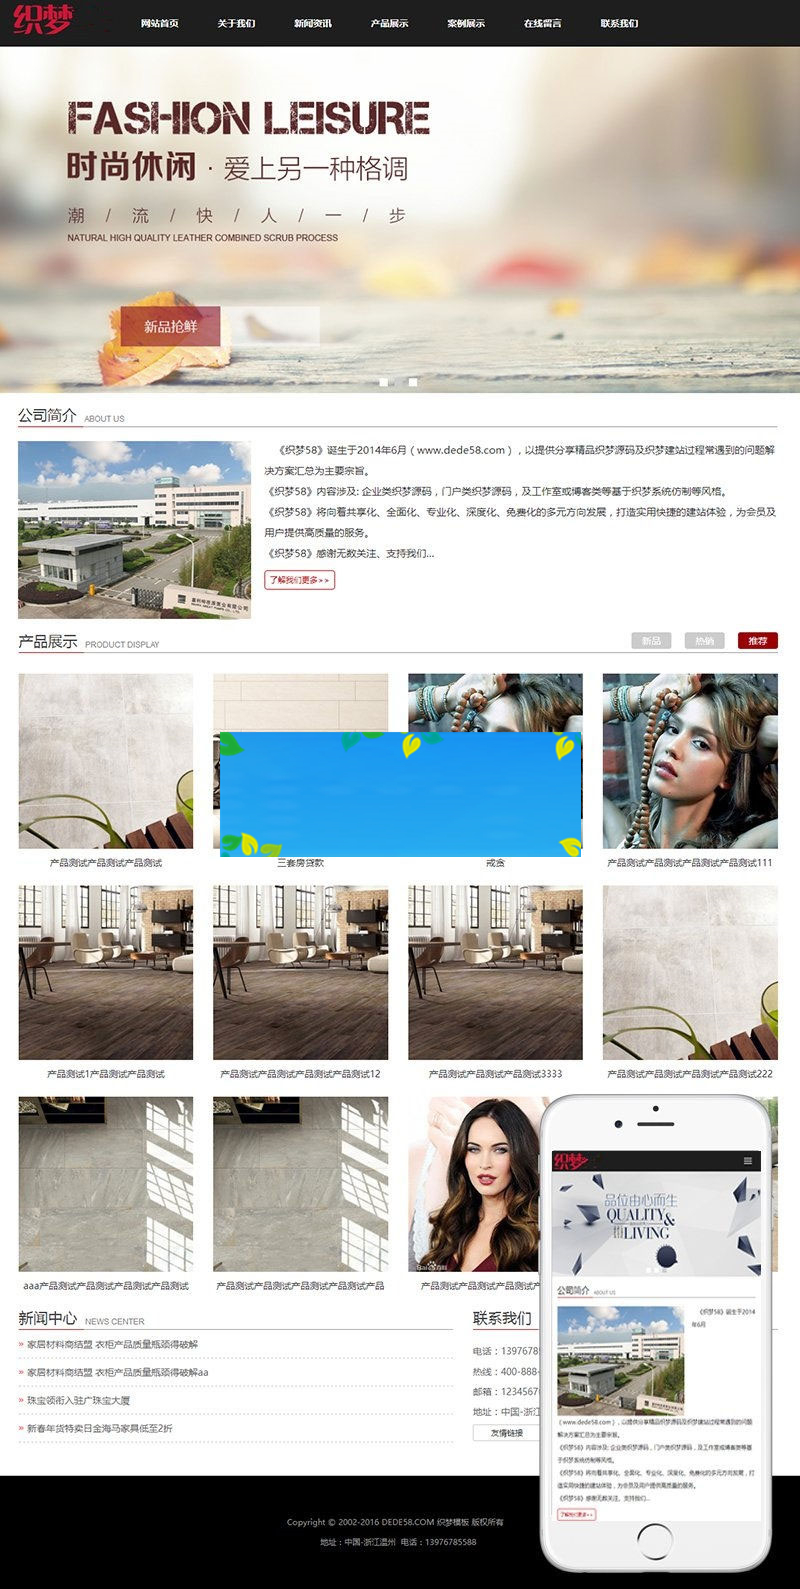 织梦
网站首页 关于我们 新闻资讯 产品展示 案例展示 在线留言 联系我们
FASHION LEISURE
时尚休闲 · 爱上另一种格调
潮 / 流 / 快 / 人 / 一 / 步
NATURAL HIGH QUALITY LEATHER COMBINED SCRUB PROCESS
新品抢鲜
公司简介 ABOUT US
《织梦58》诞生于2014年6月（www.dede58.com），以提供分享精品织梦源码及织梦建站过程常遇到的问题解
决方案汇总为主要宗旨。
《织梦58》内容涉及: 企业类织梦源码，门户类织梦源码，及工作室或博客类等基于织梦系统仿制等风格。
《织梦58》将向着共享化、全面化、专业化、深度化、免费化的多元方向发展，打造实用快捷的建站体验，为会员及
用户提供高质量的服务。
《织梦58》感谢无数关注、支持我们...
了解我们更多>>
产品展示 PRODUCT DISPLAY
新品 热销 推荐
产品测试产品测试产品测试
三套房贷款
戒贪
产品测试产品测试产品测试产品测试111
产品测试1产品测试产品测试
产品测试产品测试产品测试产品测试12
产品测试产品测试产品测试3333
产品测试产品测试产品测试产品测试222
aaa产品测试产品测试产品测试产品测试
产品测试产品测试产品测试产品测试产品
产品测试产品测试产品测试产
新闻中心 NEWS CENTER
» 家居材料商结盟 衣柜产品质量瓶颈得破解
» 家居材料商结盟 衣柜产品质量瓶颈得破解aa
» 珠宝领衔入驻广珠宝大厦
» 新春年货特卖日金海马家具低至2折
联系我们
电话：1397678
热线：400-888-
邮箱：1234567
地址：中国-浙江
友情链接
织梦
品位由心而生
QUALITY&
LIVING
公司简介 ABOUT US
《织梦58》诞生于2014
年6月
（www.dede58.com），以提供分享精品织梦源码及织梦建站过程常遇到的问题
解决方案汇总为主要宗旨。
《织梦58》内容涉及: 企业类织梦源码，门户类织梦源码，及工作室或博客类等基
于织梦系统仿制等风格。
《织梦58》将向着共享化、全面化、专业化、深度化、免费化的多元方向发展，打
造实用快捷的建站体验，为会员及用户提供高质量的服务。
《织梦58》感谢无数关注、支持我们...
了解我们更多>>
Copyright © 2002-2016 DEDE58.COM 织梦模板 版权所有
地址：中国-浙江温州 电话：13976785588